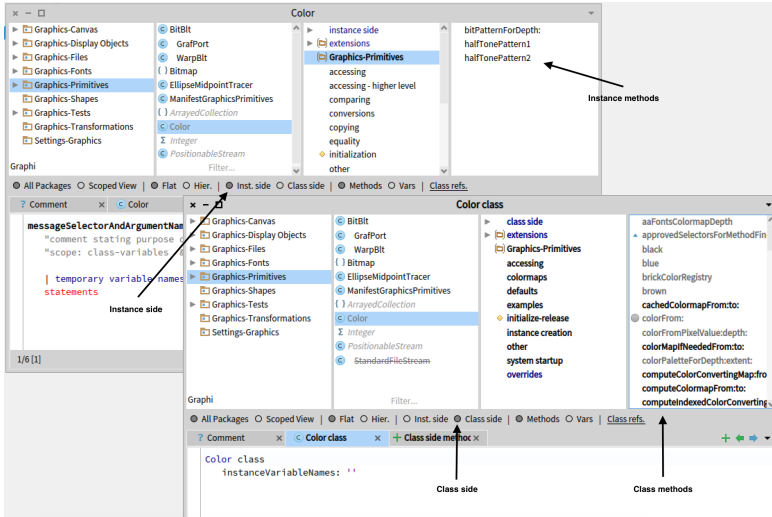 Color
Graphics-Canvas
Graphics-Display Objects
Graphics-Files
Graphics-Fonts
Graphics-Primitives
Graphics-Shapes
Graphics-Tests
Graphics-Transformations
Settings-Graphics
Graphi
BitBlt
GrafPort
WarpBlt
Bitmap
EllipseMidpointTracer
ManifestGraphicsPrimitives
ArrayedCollection
Color
Integer
PositionableStream
Filter...
instance side
extensions
Graphics-Primitives
accessing
accessing - higher level
comparing
conversions
copying
equality
initialization
other
bitPatternForDepth:
halfTonePattern1
halfTonePattern2
Instance methods
All Packages Scoped View | Flat Hier. | Inst. side Class side | Methods Vars | Class refs.
? Comment × Color
messageSelectorAndArgumentNam
"comment stating purpose
"scope: class-variables
| temporary variable names
statements
Instance side
1/6 [1]
Color class
Graphics-Canvas
Graphics-Display Objects
Graphics-Files
Graphics-Fonts
Graphics-Primitives
Graphics-Shapes
Graphics-Tests
Graphics-Transformations
Settings-Graphics
Graphi
BitBlt
GrafPort
WarpBlt
Bitmap
EllipseMidpointTracer
ManifestGraphicsPrimitives
ArrayedCollection
Color
Integer
PositionableStream
StandardFileStream
Filter...
class side
extensions
Graphics-Primitives
accessing
colormaps
defaults
examples
initialize-release
instance creation
other
system startup
overrides
aaFontsColormapDepth
approvedSelectorsForMethodFin
black
blue
brickColorRegistry
brown
cachedColormapFrom:to:
colorFrom:
colorFromPixelValue:depth:
colorMapIfNeededFrom:to:
colorPaletteForDepth:extent:
computeColorConvertingMap:fro
computeColormapFrom:to:
computeIndexedColorConverting
All Packages Scoped View | Flat Hier. | Inst. side Class side | Methods Vars | Class refs.
? Comment × Color class × Class side method ×
Color class
instanceVariableNames: ''
Class side
Class methods